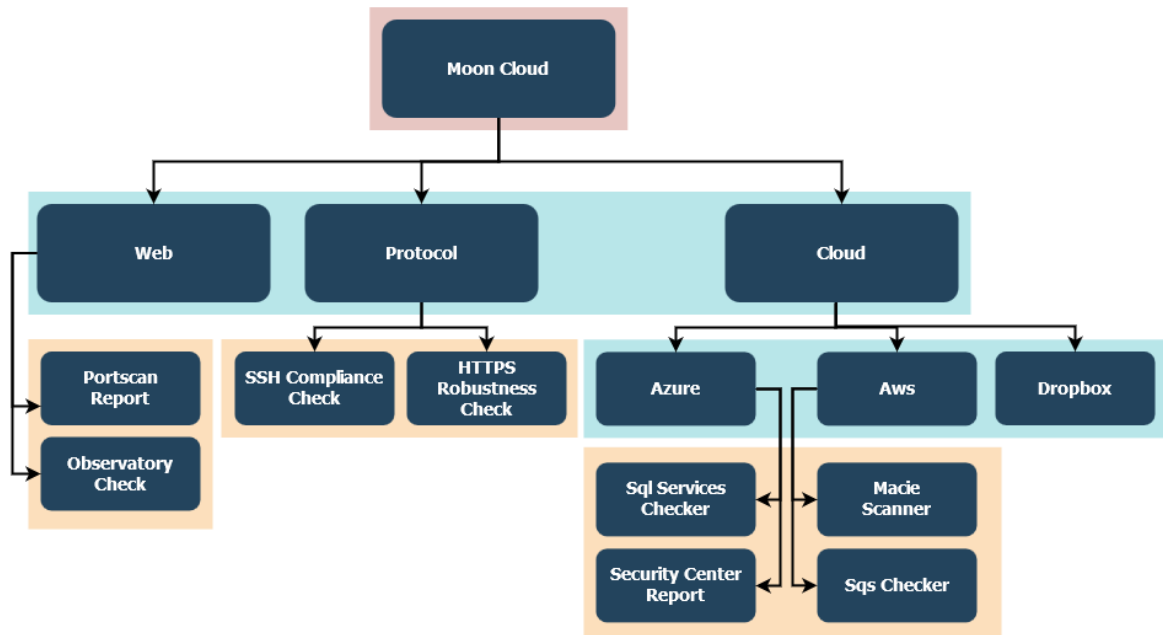 Moon Cloud
Web
Protocol
Cloud
Portscan
Report
Observatory
Check
SSH Compliance
Check
HTTPS
Robustness
Check
Azure
Aws
Dropbox
Sql Services
Checker
Security Center
Report
Macie
Scanner
Sqs Checker